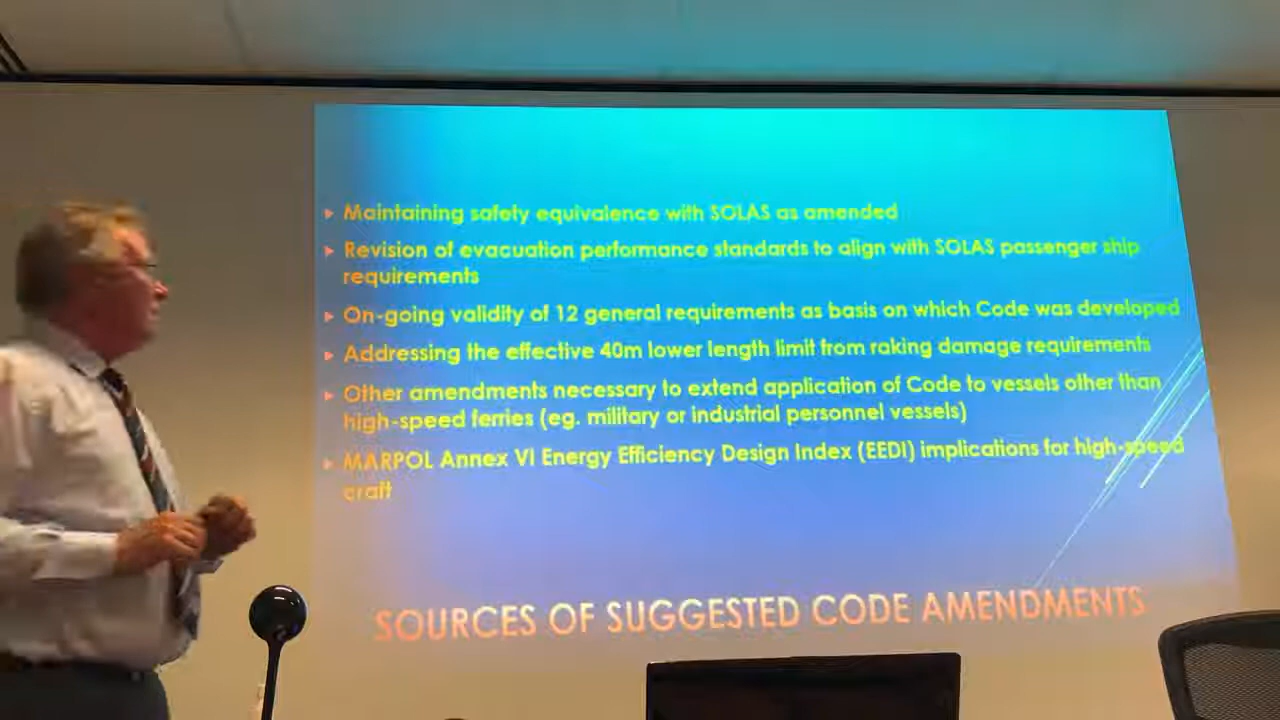 Maintaining safety equivalence with SOLAS as amended
Revision of evacuation performance standards to align with SOLAS passenger ship
requirements
On-going validity of 12 general requirements as basis on which Code was developed
Addressing the effective 40m lower length limit from raking damage requirements
Other amendments necessary to extend application of Code to vessels other than
high-speed ferries (eg. military or industrial personnel vessels)
MARPOL Annex VI Energy Efficiency Design Index (EEDI) implications for high-speed
craft
SOURCES OF SUGGESTED CODE AMENDMENTS